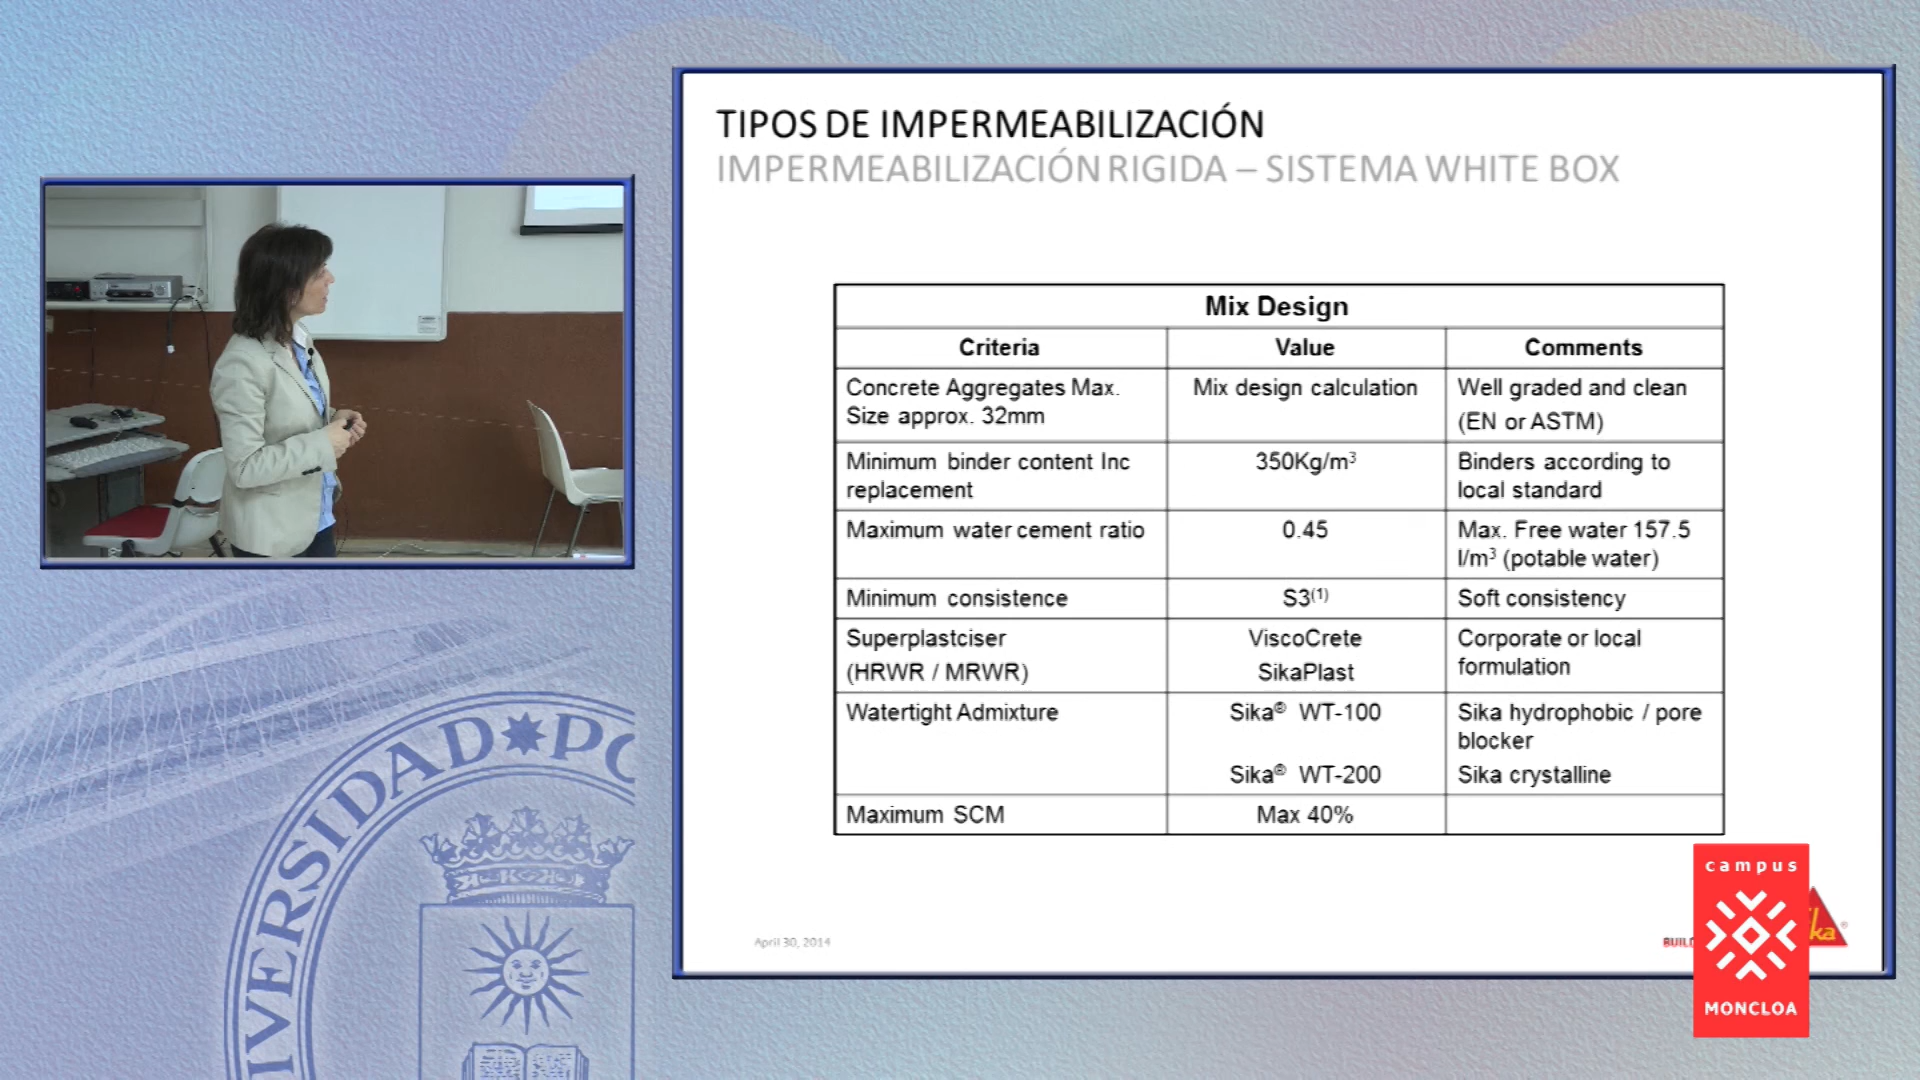 TIPOS DE IMPERMEABILIZACIÓN
IMPERMEABILIZACIÓN RIGIDA – SISTEMA WHITE BOX
Mix Design
Criteria Value Comments
Concrete Aggregates Max. Size approx. 32mm Mix design calculation Well graded and clean (EN or ASTM)
Minimum binder content Inc replacement 350Kg/m³ Binders according to local standard
Maximum water cement ratio 0.45 Max. Free water 157.5 l/m³ (potable water)
Minimum consistence S3⁽¹⁾ Soft consistency
Superplastciser (HRWR / MRWR) ViscoCrete SikaPlast Corporate or local formulation
Watertight Admixture Sika® WT-100 Sika hydrophobic / pore blocker
Sika® WT-200 Sika crystalline
Maximum SCM Max 40%
April 30, 2014
campus
MONCLOA